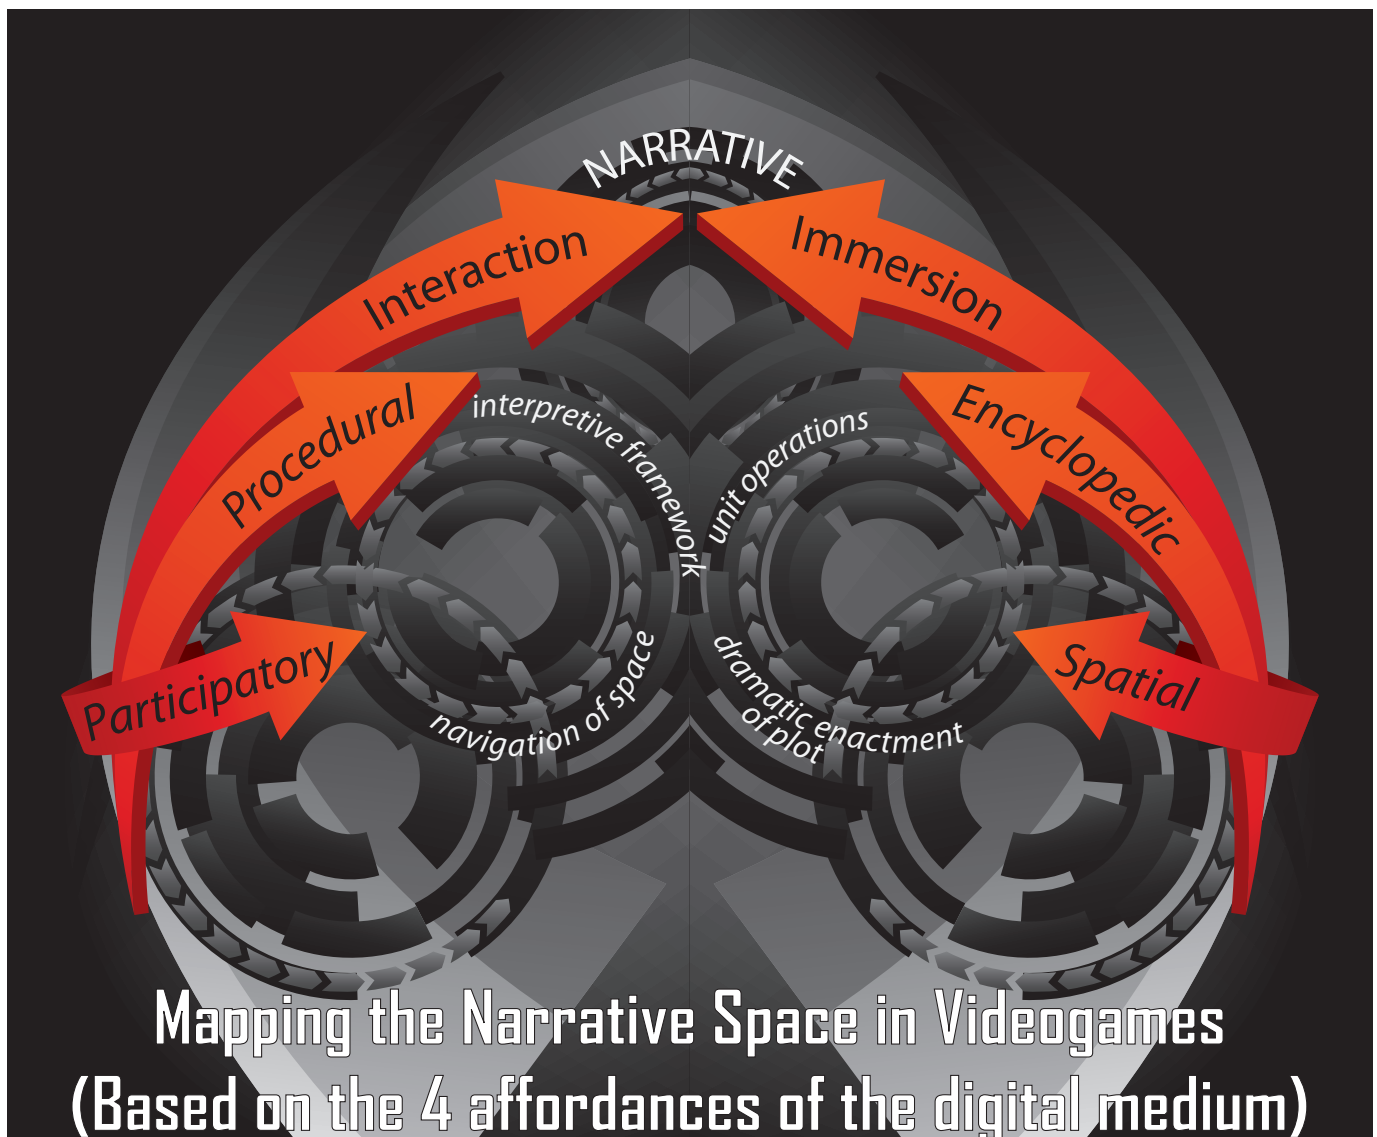 NARRATIVE
Interaction
Immersion
Procedural
Encyclopedic
interpretive framework
unit operations
Participatory
Spatial
navigation of space
dramatic enactment
of plot
Mapping the Narrative Space in Videogames
(Based on the 4 affordances of the digital medium)